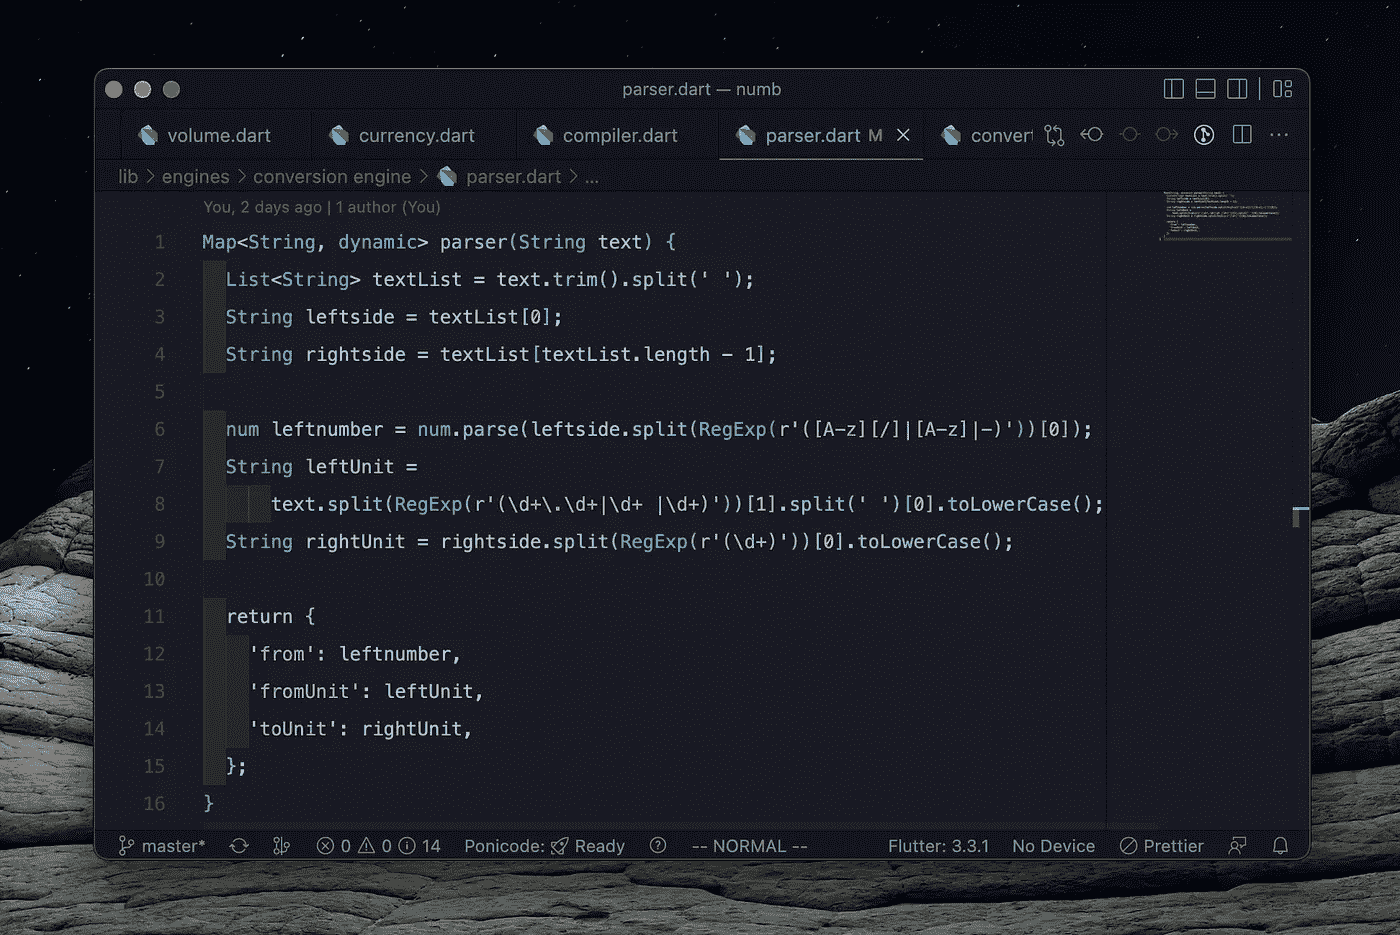 parser.dart — numb
volume.dart currency.dart compiler.dart parser.dart M convert
lib > engines > conversion engine > parser.dart > ...
You, 2 days ago | 1 author (You)
1 Map<String, dynamic> parser(String text) {
2 List<String> textList = text.trim().split(' ');
3 String leftside = textList[0];
4 String rightside = textList[textList.length - 1];
5
6 num leftnumber = num.parse(leftside.split(RegExp(r'([A-z][/]|[A-z]|-)'))[0]);
7 String leftUnit =
8 text.split(RegExp(r'(\d+\.\d+|\d+ |\d+)'))[1].split(' ')[0].toLowerCase();
9 String rightUnit = rightside.split(RegExp(r'(\d+)'))[0].toLowerCase();
10
11 return {
12 'from': leftnumber,
13 'fromUnit': leftUnit,
14 'toUnit': rightUnit,
15 };
16 }
master* 0 0 14 Ponicode: Ready -- NORMAL -- Flutter: 3.3.1 No Device Prettier